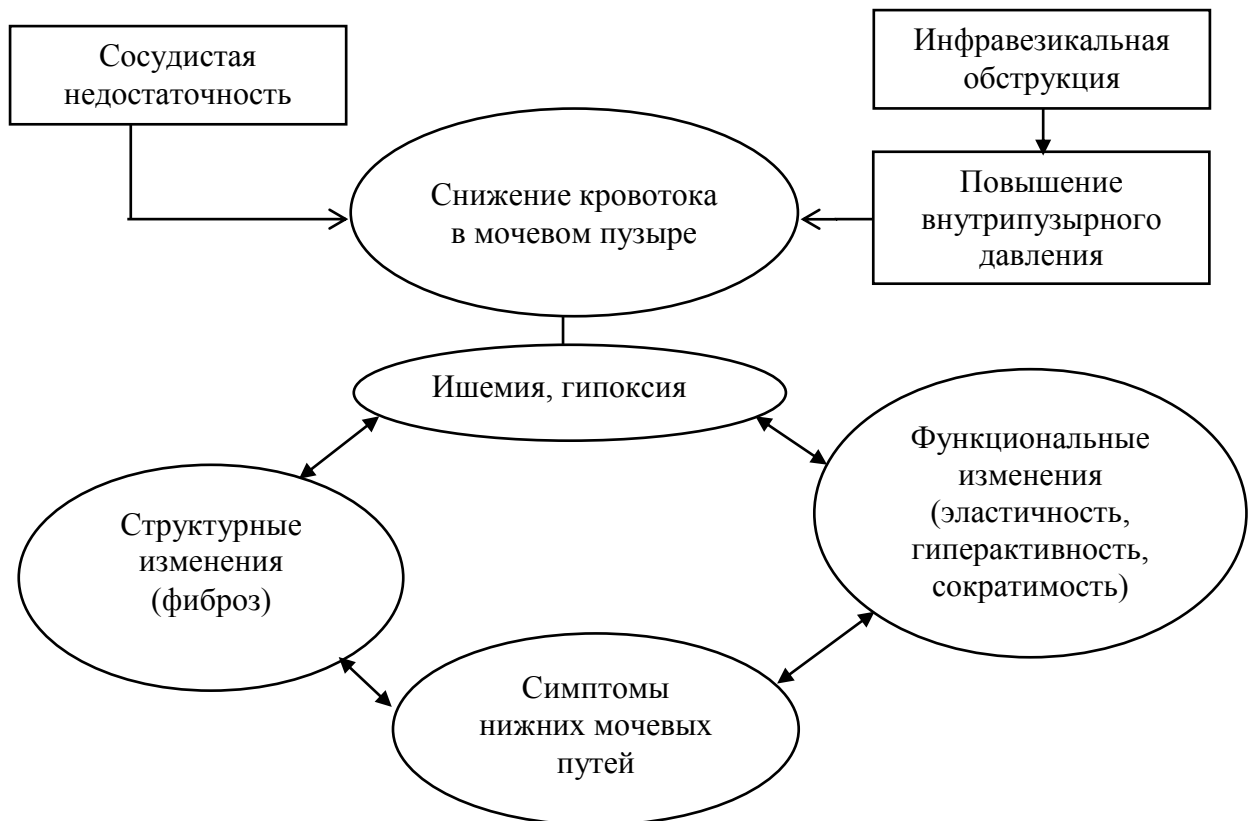 Сосудистая
недостаточность
Инфравезикальная
обструкция
Повышение
внутрипузырного
давления
Снижение кровотока
в мочевом пузыре
Ишемия, гипоксия
Функциональные
изменения
(эластичность,
гиперактивность,
сократимость)
Структурные
изменения
(фиброз)
Симптомы
нижних мочевых
путей